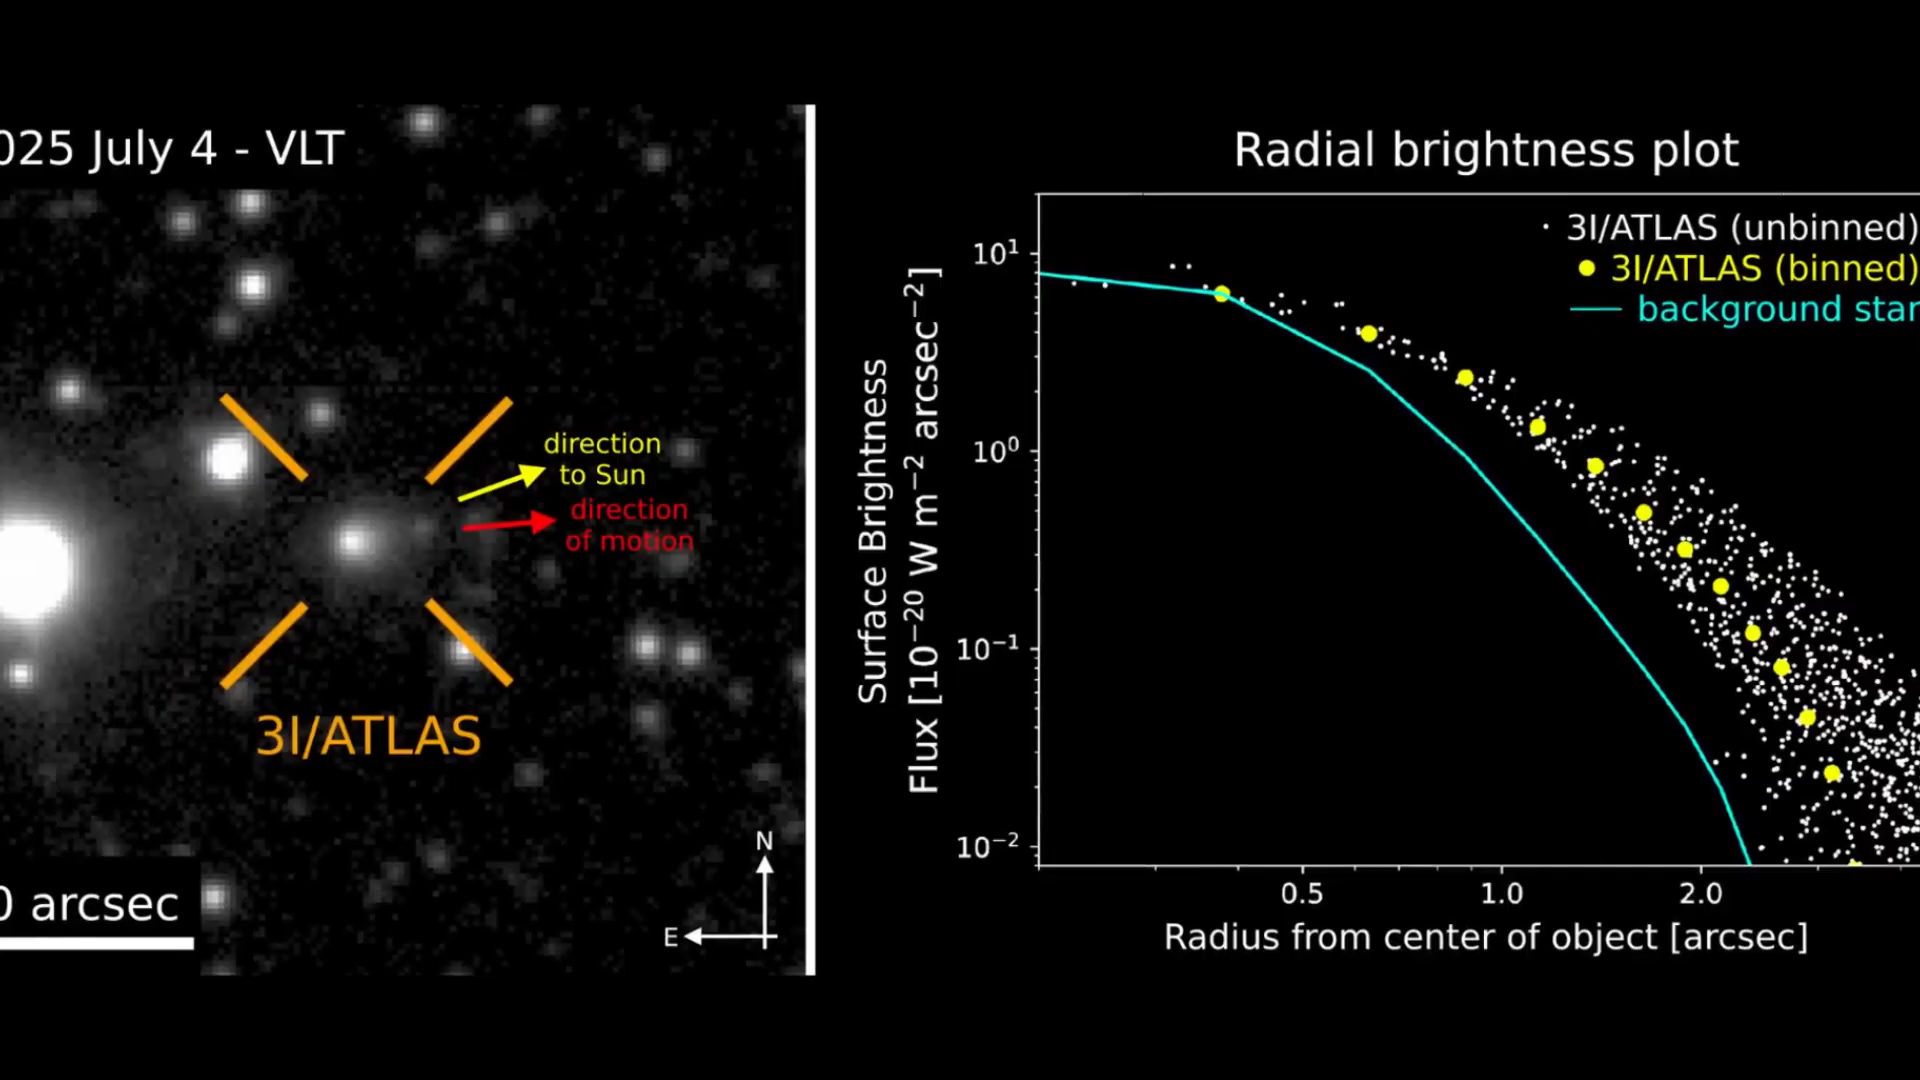 025 July 4 - VLT
direction
to Sun
direction
of motion
3I/ATLAS
0 arcsec
N
E
Radial brightness plot
3I/ATLAS (unbinned)
3I/ATLAS (binned)
background star
Surface Brightness
Flux [10⁻²⁰ W m⁻² arcsec⁻²]
10¹
10⁰
10⁻¹
10⁻²
0.5 1.0 2.0
Radius from center of object [arcsec]